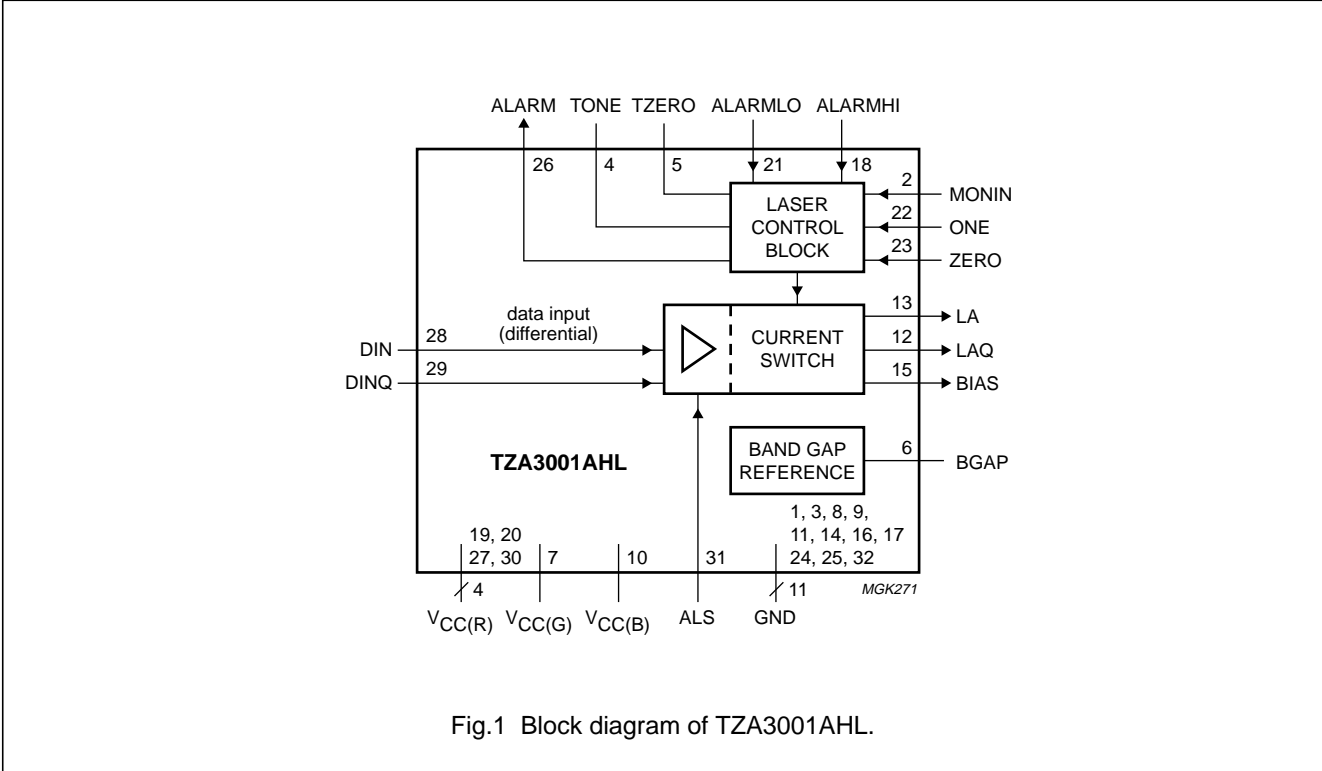 ALARM TONE TZERO ALARMLO ALARMHI
26 4 5 21 18
2 MONIN
LASER
CONTROL
BLOCK
22 ONE
23 ZERO
13 LA
data input
(differential)
DIN 28
CURRENT
SWITCH
12 LAQ
DINQ 29
15 BIAS
TZA3001AHL
BAND GAP
REFERENCE
6 BGAP
19, 20
27, 30
7
10
31
1, 3, 8, 9,
11, 14, 16, 17
24, 25, 32
4
11
MGK271
VCC(R) VCC(G) VCC(B) ALS GND
Fig.1 Block diagram of TZA3001AHL.